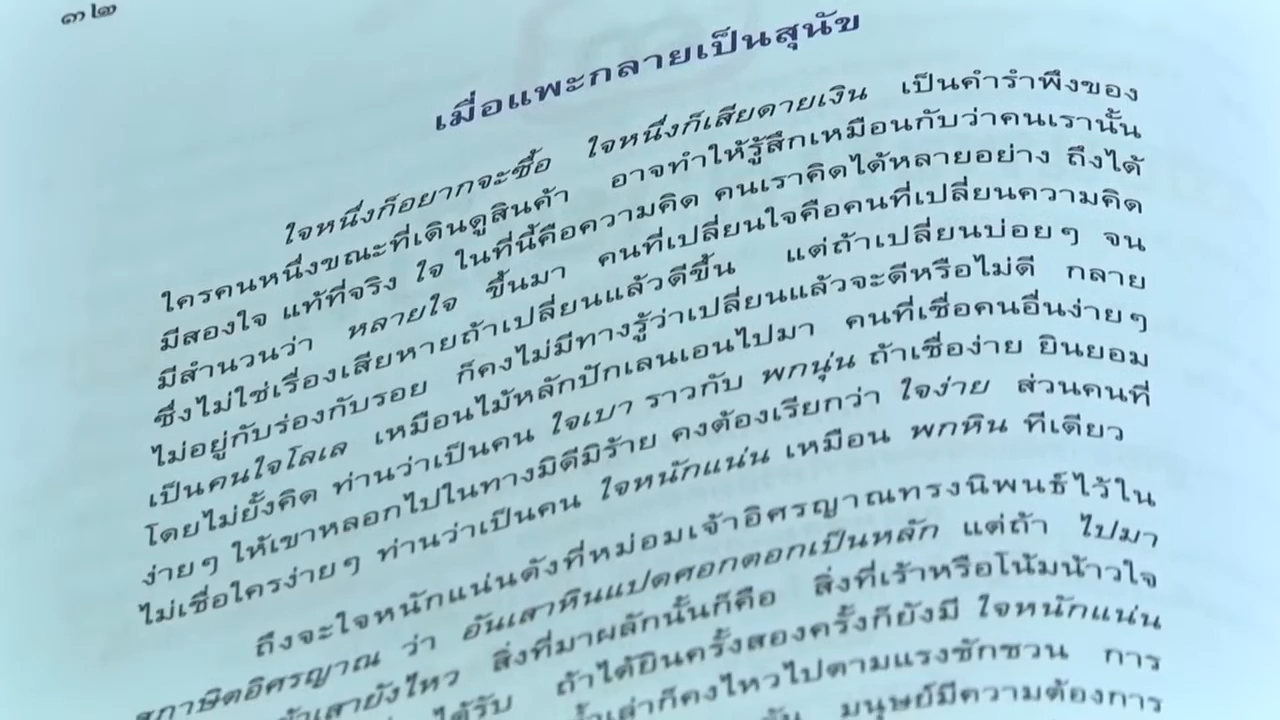 ๓๒
เมื่อแพะกลายเป็นสุนัข
ใจหนึ่งก็อยากจะซื้อ ใจหนึ่งก็เสียดายเงิน เป็นคำรำพึงของ
ใครคนหนึ่งขณะที่เดินดูสินค้า อาจทำให้รู้สึกเหมือนกับว่าคนเรานั้น
มีสองใจ แท้ที่จริง ใจ ในที่นี้คือความคิด คนเราคิดได้หลายอย่าง ถึงได้
มีสำนวนว่า หลายใจ ขึ้นมา คนที่เปลี่ยนใจคือคนที่เปลี่ยนความคิด
ซึ่งไม่ใช่เรื่องเสียหายถ้าเปลี่ยนแล้วดีขึ้น แต่ถ้าเปลี่ยนบ่อยๆ จน
ไม่อยู่กับร่องกับรอย ก็คงไม่มีทางรู้ว่าเปลี่ยนแล้วจะดีหรือไม่ดี กลาย
เป็นคนใจโลเล เหมือนไม้หลักปักเลนเอนไปมา คนที่เชื่อคนอื่นง่ายๆ
โดยไม่ยั้งคิด ท่านว่าเป็นคน ใจเบา ราวกับ พกนุ่น ถ้าเชื่อง่าย ยินยอม
ง่ายๆ ให้เขาหลอกไปในทางมิดีมิร้าย คงต้องเรียกว่า ใจง่าย ส่วนคนที่
ไม่เชื่อใครง่ายๆ ท่านว่าเป็นคน ใจหนักแน่น เหมือน พกหิน ทีเดียว
ถึงจะใจหนักแน่นดังที่หม่อมเจ้าอิศรญาณทรงนิพนธ์ไว้ใน
สุภาษิตอิศรญาณ ว่า อันเสาหินแปดศอกตอกเป็นหลัก แต่ถ้า ไปมา
เสายังไหว สิ่งที่มาผลักนั้นก็คือ สิ่งที่เร้าหรือโน้มน้าวใจ
ได้รับ ถ้าได้ยินครั้งสองครั้งก็ยังมี ใจหนักแน่น
ก็คงไหวไปตามแรงชักชวน การ
มนุษย์มีความต้องการ